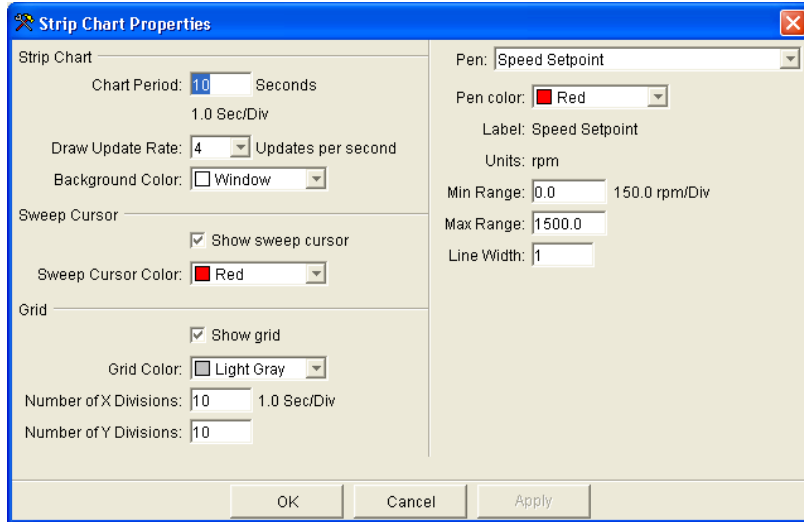 Strip Chart Properties
Strip Chart
Chart Period: 10 Seconds
1.0 Sec/Div
Draw Update Rate: 4 Updates per second
Background Color: Window
Sweep Cursor
Show sweep cursor
Sweep Cursor Color: Red
Grid
Show grid
Grid Color: Light Gray
Number of X Divisions: 10 1.0 Sec/Div
Number of Y Divisions: 10
Pen: Speed Setpoint
Pen color: Red
Label: Speed Setpoint
Units: rpm
Min Range: 0.0 150.0 rpm/Div
Max Range: 1500.0
Line Width: 1
OK Cancel Apply